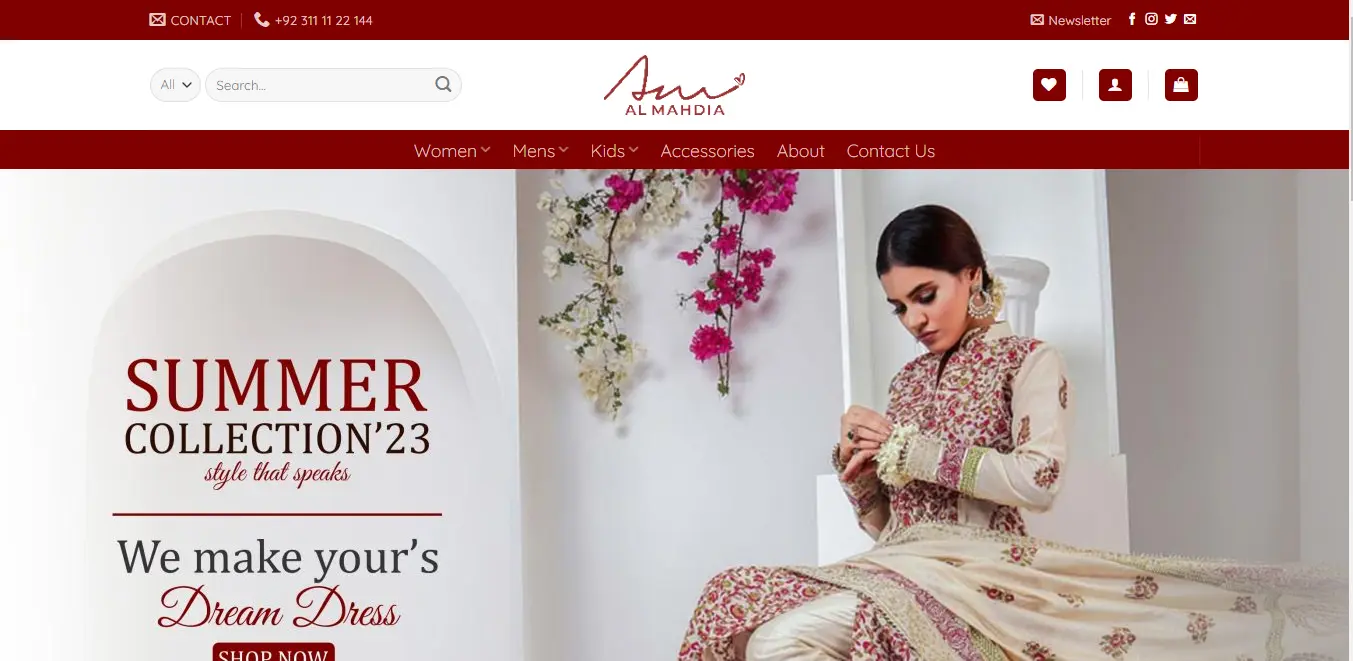 CONTACT
+92 311 11 22 144
Newsletter
All
Search...
AL MAHDIA
Women
Mens
Kids
Accessories
About
Contact Us
SUMMER
COLLECTION'23
style that speaks
We make your's
Dream Dress
SHOP NOW